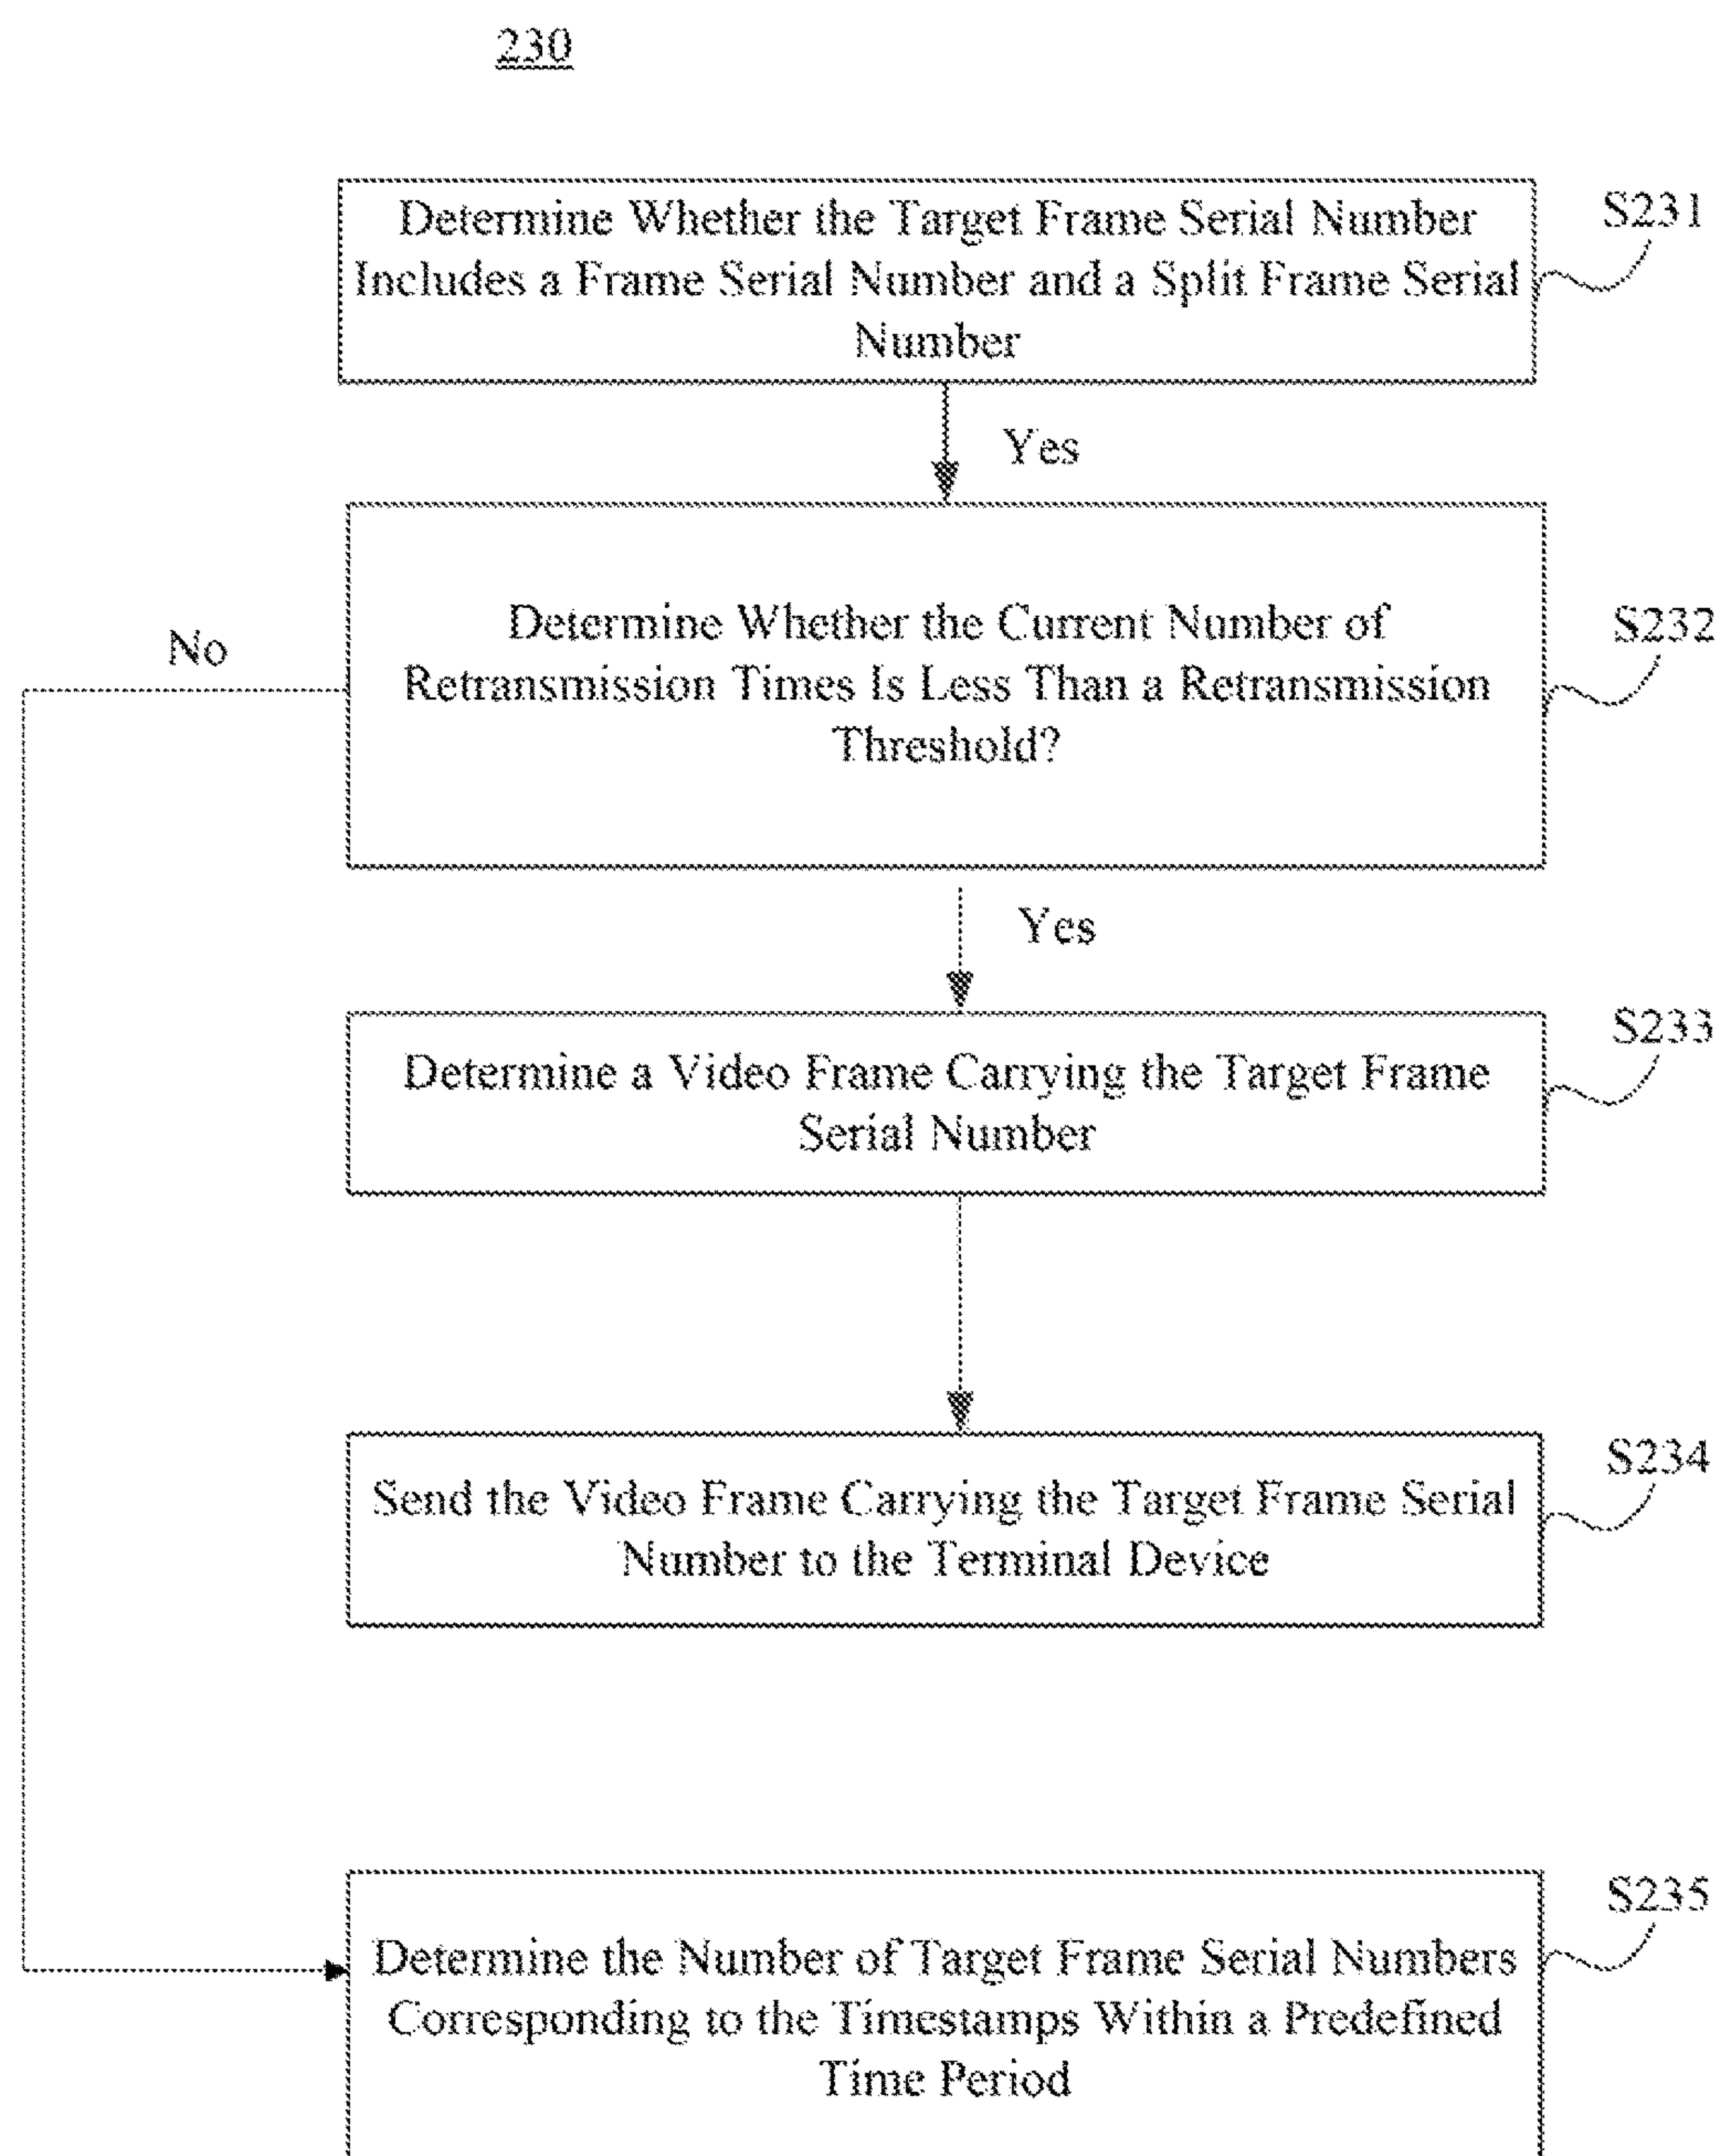 230
Determine Whether the Target Frame Serial Number
Includes a Frame Serial Number and a Split Frame Serial
Number
S231
Yes
Determine Whether the Current Number of
Retransmission Times Is Less Than a Retransmission
Threshold?
S232
No
Yes
Determine a Video Frame Carrying the Target Frame
Serial Number
S233
Send the Video Frame Carrying the Target Frame Serial
Number to the Terminal Device
S234
Determine the Number of Target Frame Serial Numbers
Corresponding to the Timestamps Within a Predefined
Time Period
S235